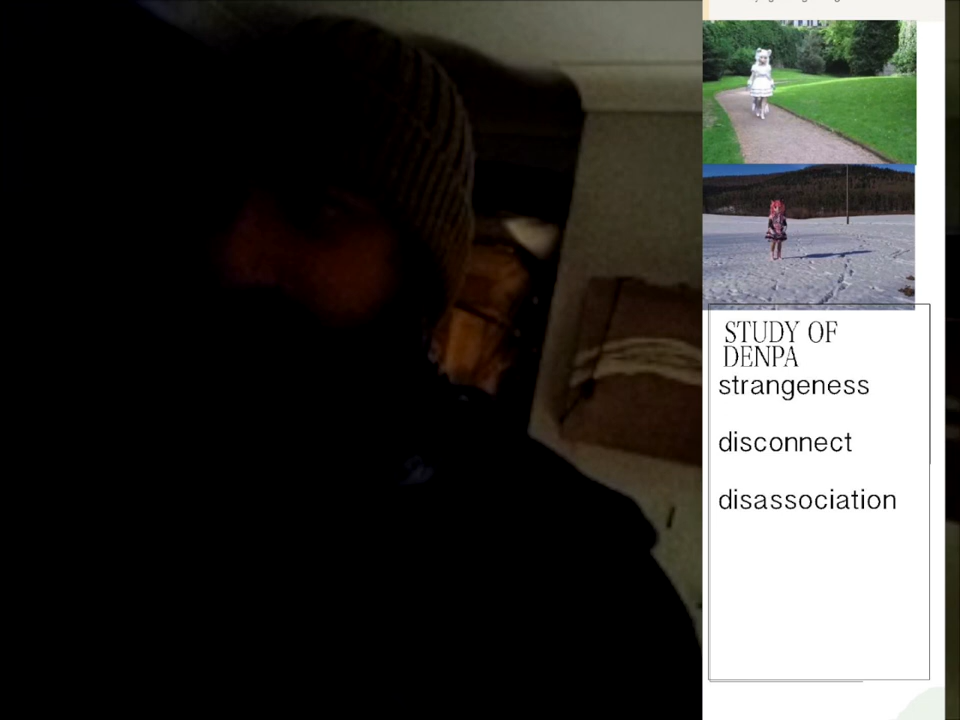 STUDY OF
DENPA
strangeness
disconnect
disassociation